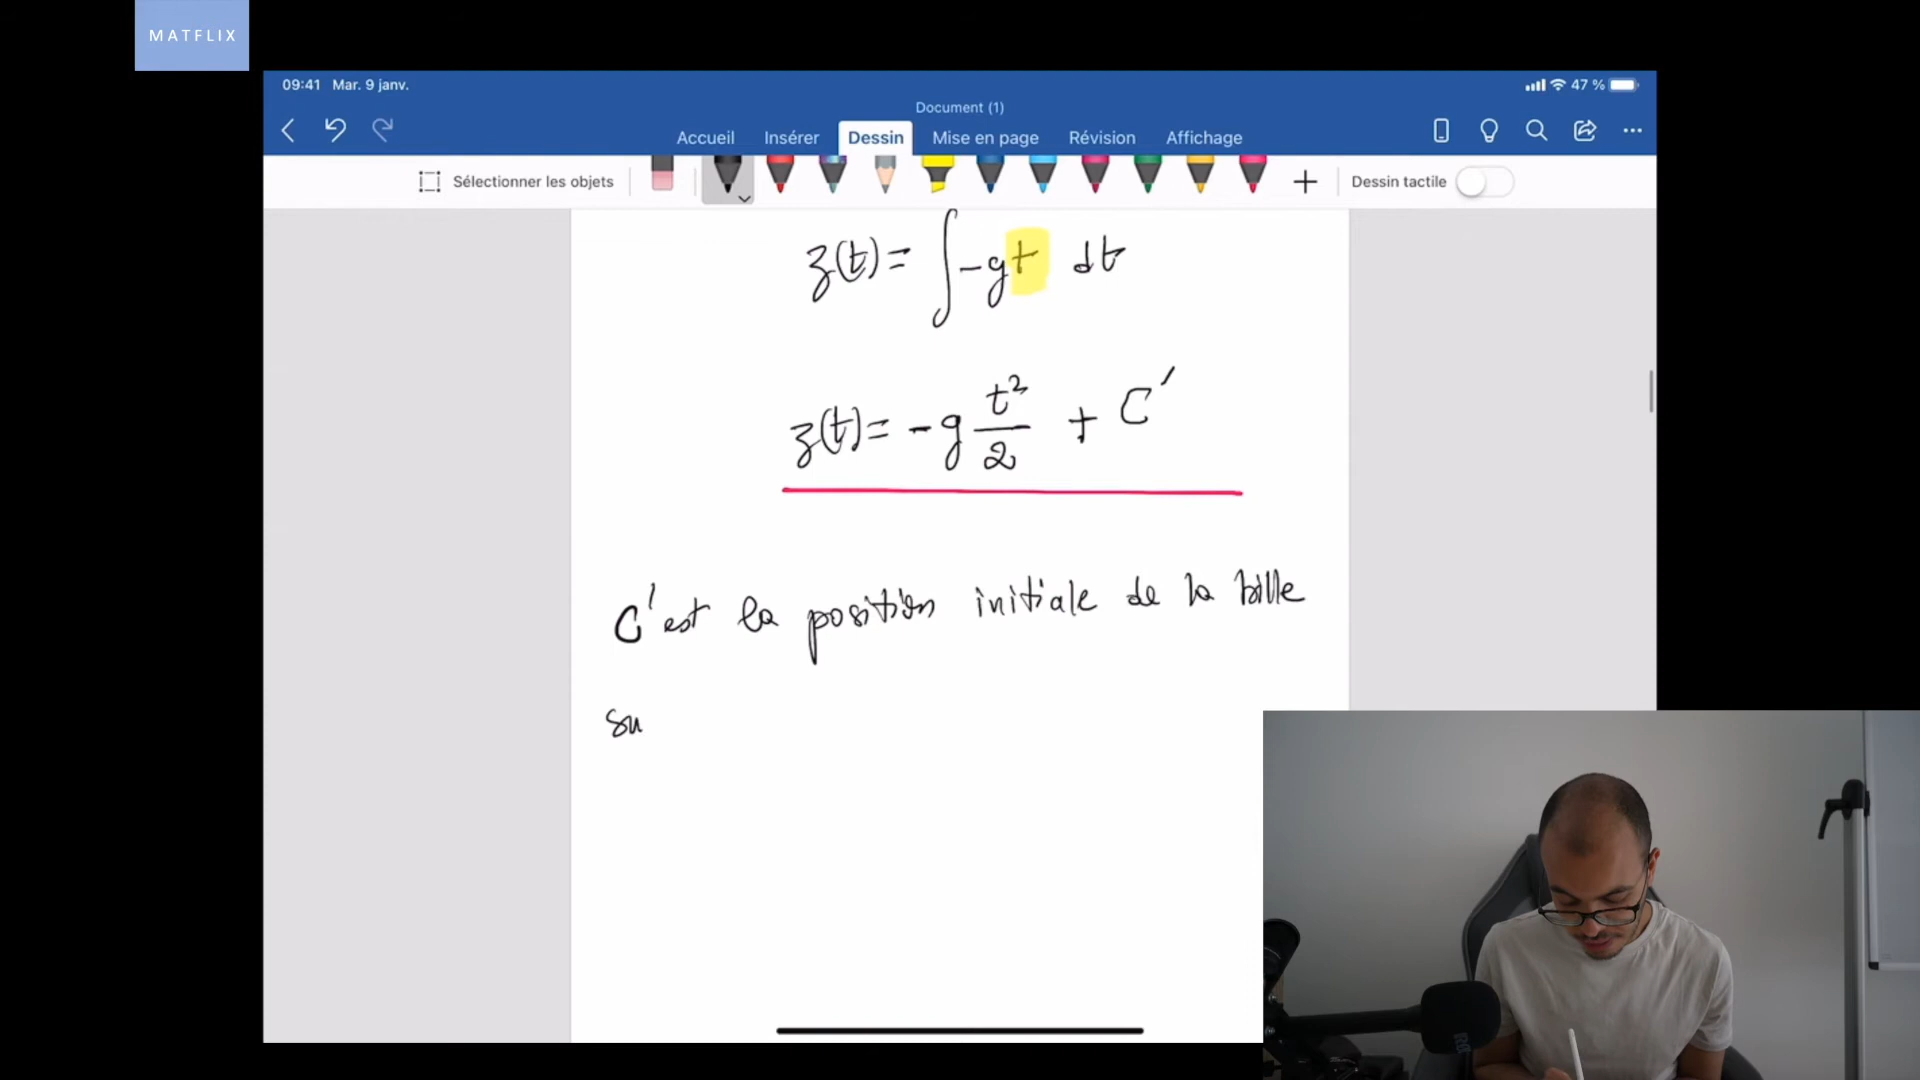 MATFLIX
09:41 Mar. 9 janv.
47 %
Document (1)
Accueil Insérer Dessin Mise en page Révision Affichage
Sélectionner les objets
Dessin tactile
z(t) = ∫ -gt dt
z(t) = -g t²/2 + C'
C' est la position initiale de la bille
su